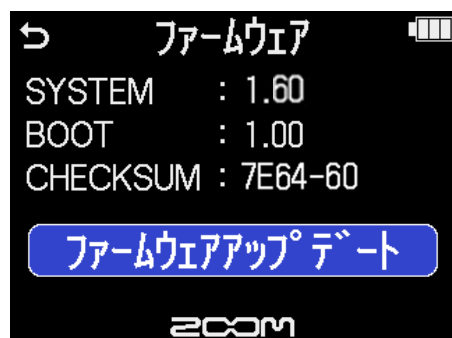 ファームウェア
SYSTEM : 1.60
BOOT : 1.00
CHECKSUM : 7E64-60
ファームウェアアップデート
ZOOM